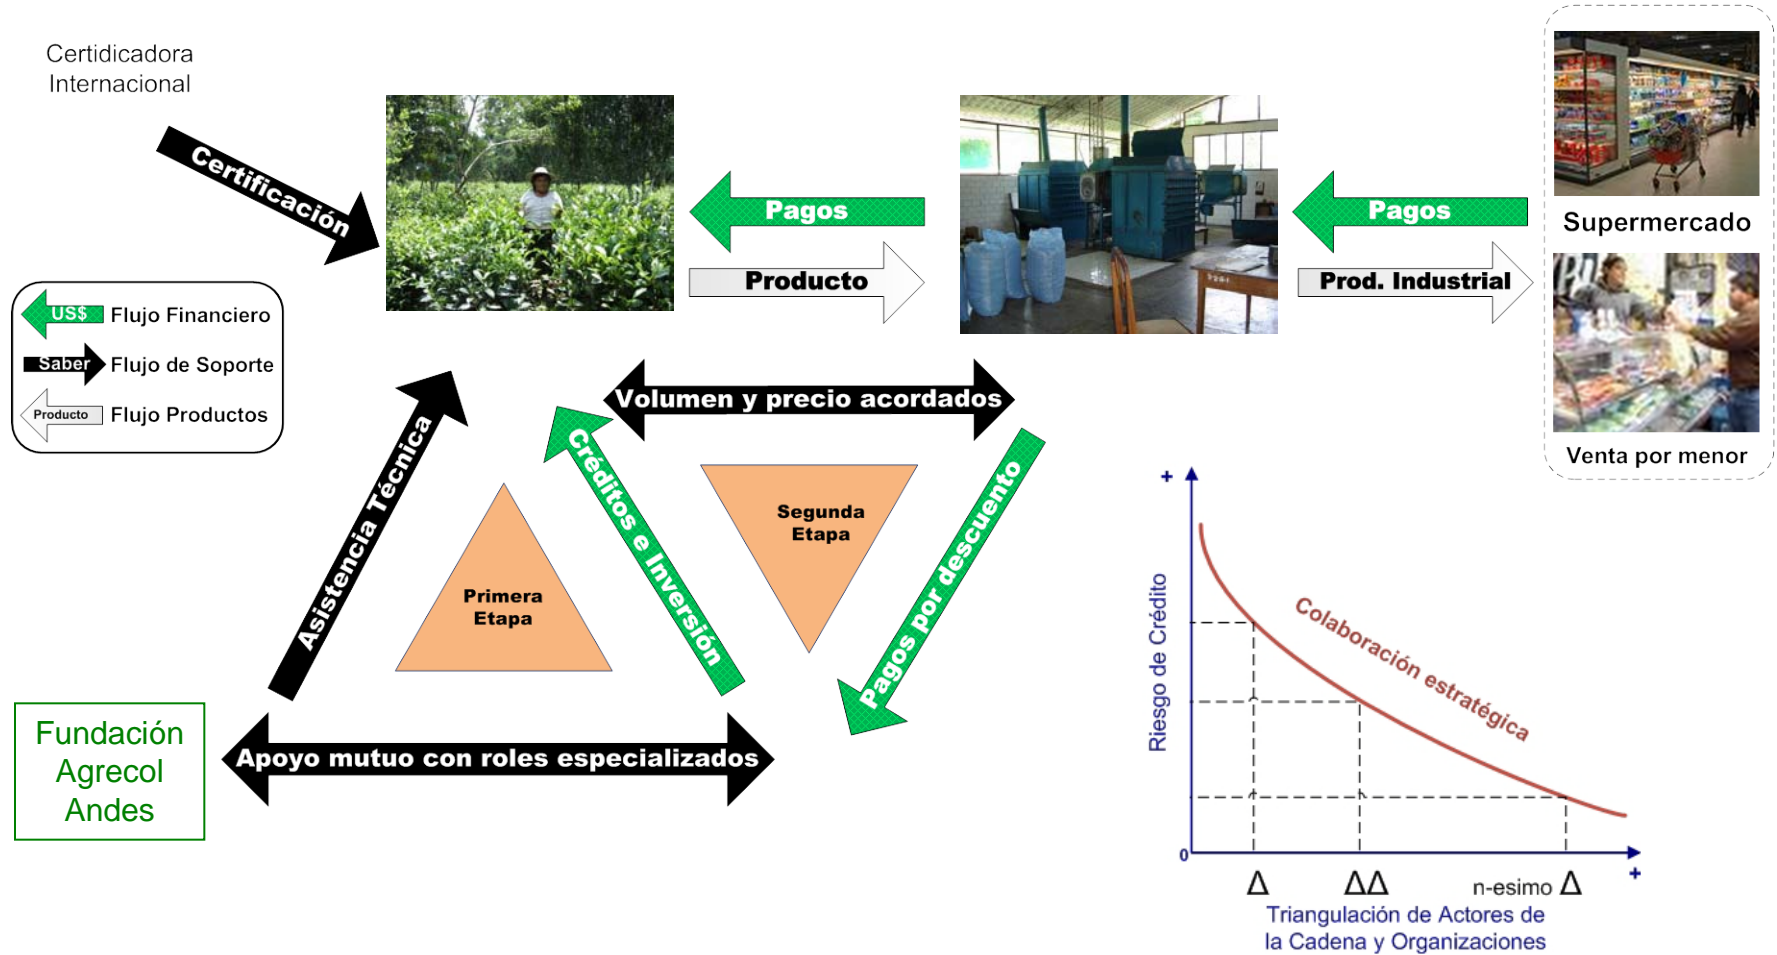 Certidicadora
Internacional
Certificación
Pagos
Producto
Pagos
Prod. Industrial
Supermercado
Venta por menor
US$ Flujo Financiero
Saber Flujo de Soporte
Producto Flujo Productos
Volumen y precio acordados
Asistencia Técnica
Créditos e Inversión
Pagos por descuento
Primera
Etapa
Segunda
Etapa
Fundación
Agrecol
Andes
Apoyo mutuo con roles especializados
+
Riesgo de Crédito
Colaboración estratégica
0
+
Δ
ΔΔ
n-esimo Δ
Triangulación de Actores de
la Cadena y Organizaciones